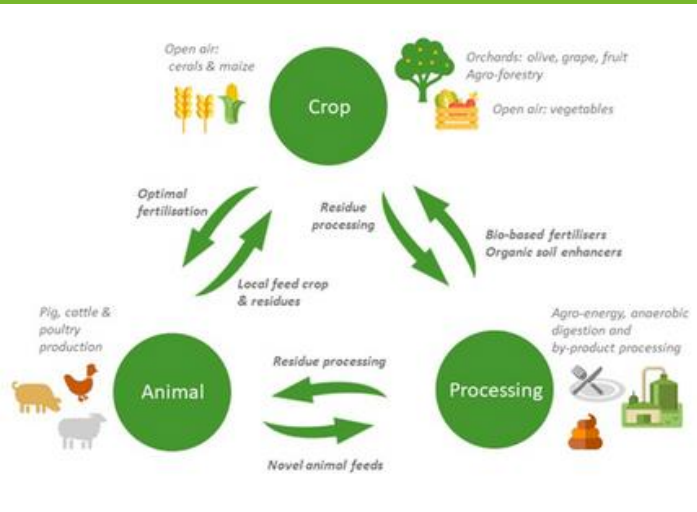 Open air:
cerals & maize
Crop
Orchards: olive, grape, fruit
Agro-forestry
Open air: vegetables
Optimal
fertilisation
Residue
processing
Bio-based fertilisers
Organic soil enhancers
Local feed crop
& residues
Pig, cattle &
poultry
production
Agro-energy, anaerobic
digestion and
by-product processing
Animal
Residue processing
Processing
Novel animal feeds